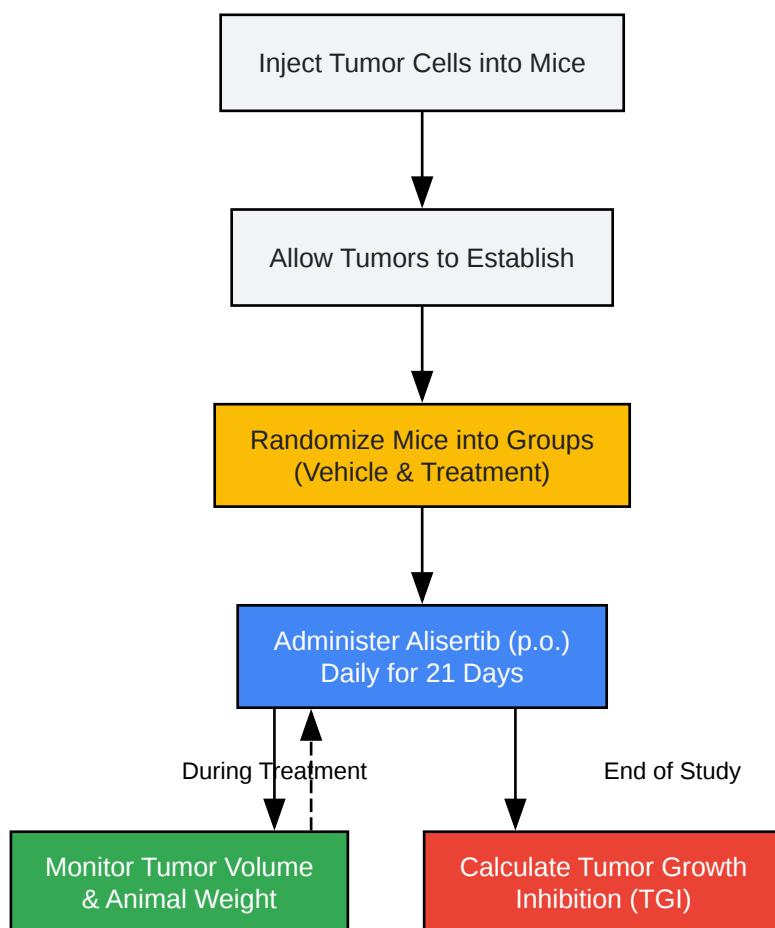 Inject Tumor Cells into Mice
Allow Tumors to Establish
Randomize Mice into Groups
(Vehicle & Treatment)
Administer Alisertib (p.o.)
Daily for 21 Days
During Treatment
End of Study
Monitor Tumor Volume
& Animal Weight
Calculate Tumor Growth
Inhibition (TGI)